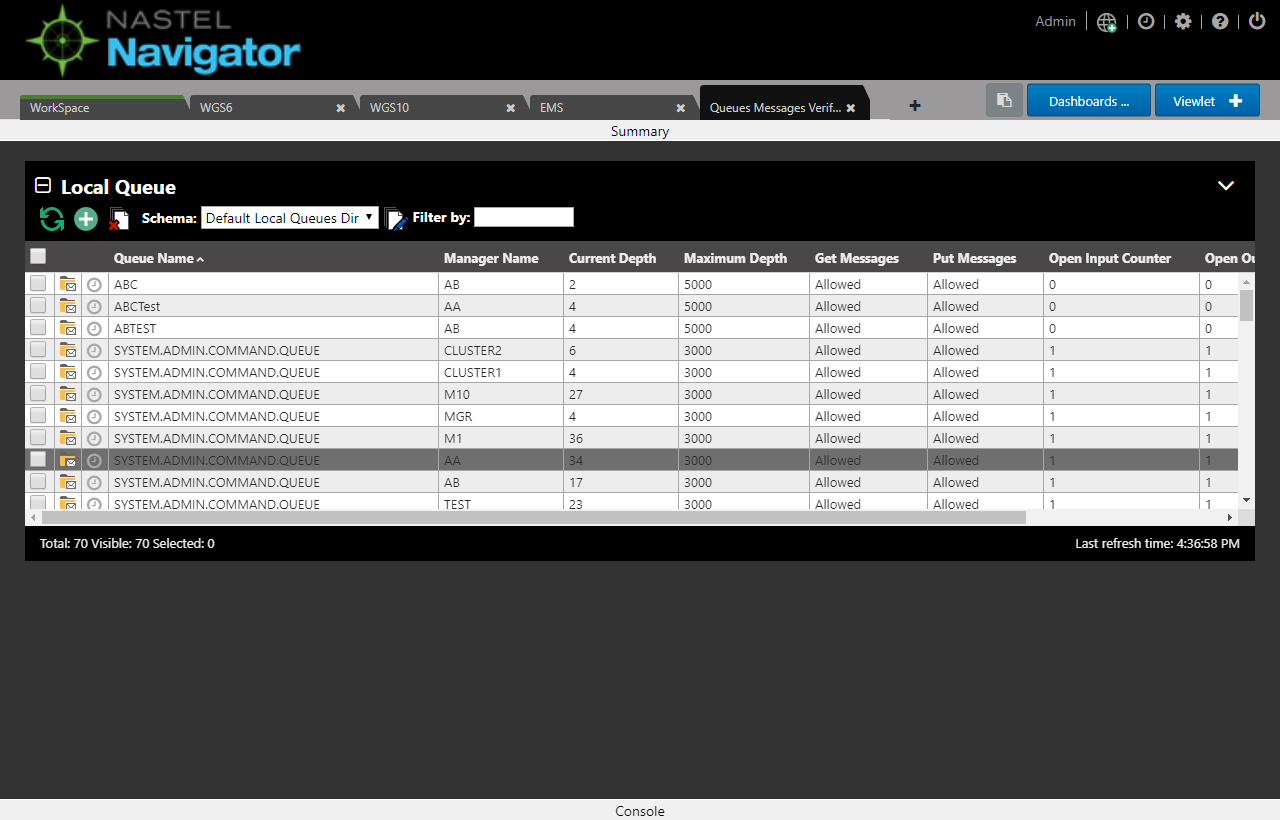 NASTEL
Navigator
Admin
WorkSpace WGS6 WGS10 EMS Queues Messages Verif... Dashboards ... Viewlet
Summary
Local Queue
Schema: Default Local Queues Dir Filter by:
Queue Name Manager Name Current Depth Maximum Depth Get Messages Put Messages Open Input Counter Open Ou
ABC AB 2 5000 Allowed Allowed 0 0
ABCTest AA 4 5000 Allowed Allowed 0 0
ABTEST AB 4 5000 Allowed Allowed 0 0
SYSTEM.ADMIN.COMMAND.QUEUE CLUSTER2 6 3000 Allowed Allowed 1 1
SYSTEM.ADMIN.COMMAND.QUEUE CLUSTER1 4 3000 Allowed Allowed 1 1
SYSTEM.ADMIN.COMMAND.QUEUE M10 27 3000 Allowed Allowed 1 1
SYSTEM.ADMIN.COMMAND.QUEUE MGR 4 3000 Allowed Allowed 1 1
SYSTEM.ADMIN.COMMAND.QUEUE M1 36 3000 Allowed Allowed 1 1
SYSTEM.ADMIN.COMMAND.QUEUE AA 34 3000 Allowed Allowed 1 1
SYSTEM.ADMIN.COMMAND.QUEUE AB 17 3000 Allowed Allowed 1 1
SYSTEM.ADMIN.COMMAND.QUEUE TEST 23 3000 Allowed Allowed 1 1
Total: 70 Visible: 70 Selected: 0 Last refresh time: 4:36:58 PM
Console